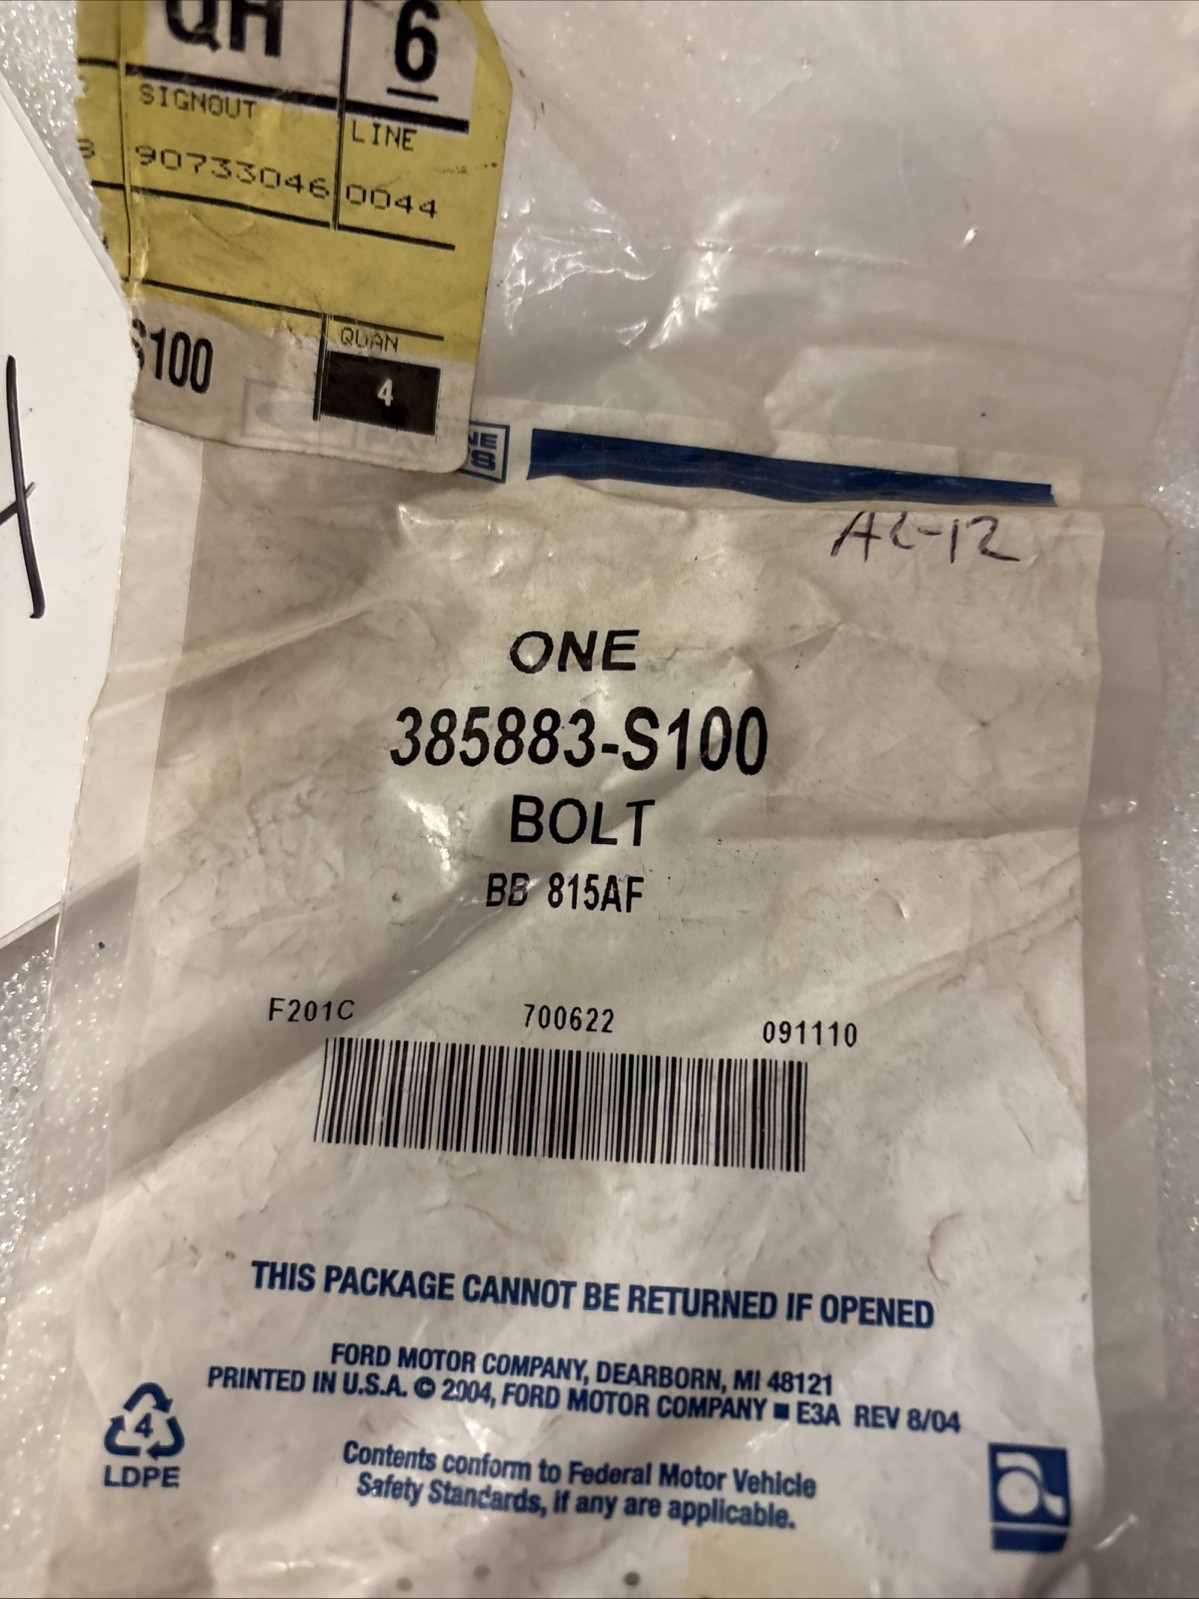 QH 6
SIGNOUT LINE
90733046 0044
QUAN
S100 4
A2-12
ONE
385883-S100
BOLT
BB 815AF
F201C 700622 091110
THIS PACKAGE CANNOT BE RETURNED IF OPENED
FORD MOTOR COMPANY, DEARBORN, MI 48121
PRINTED IN U.S.A. © 2004, FORD MOTOR COMPANY ■ E3A REV 8/04
4
LDPE
Contents conform to Federal Motor Vehicle
Safety Standards, if any are applicable.